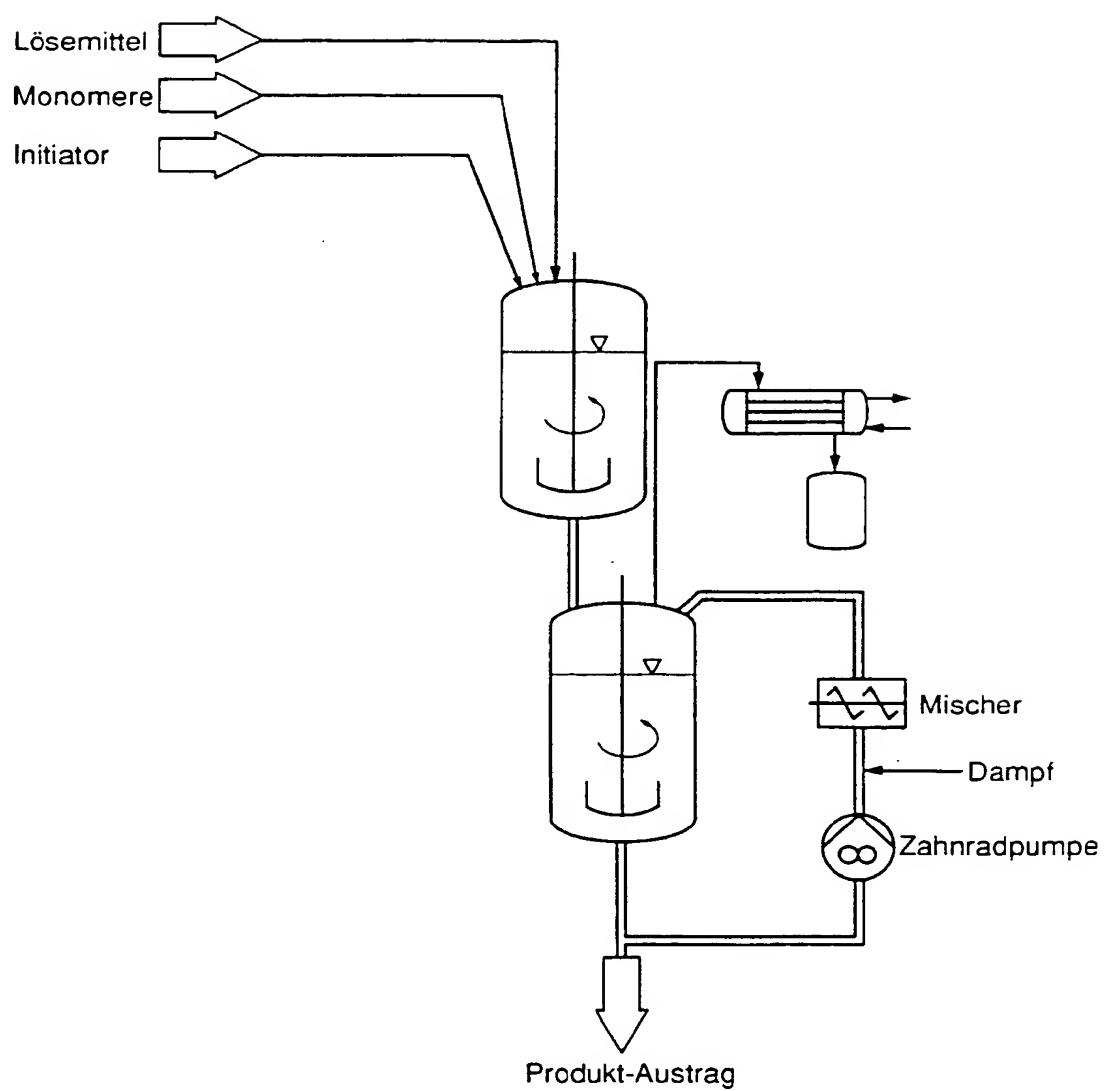 Lösemittel
Monomere
Initiator
Mischer
Dampf
Zahnradpumpe
Produkt-Austrag